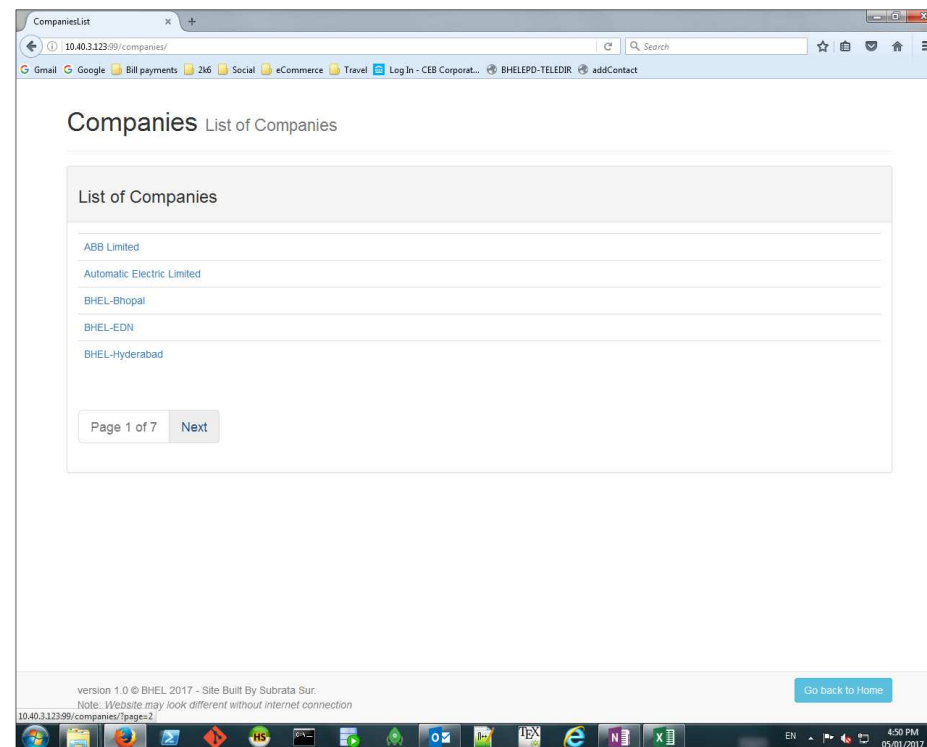 CompaniesList
10.40.3.123:99/companies/
Search
Gmail Google Bill payments 2k6 Social eCommerce Travel Log In - CEB Corporat... BHELEPD-TELEDIR addContact
Companies List of Companies
List of Companies
ABB Limited
Automatic Electric Limited
BHEL-Bhopal
BHEL-EDN
BHEL-Hyderabad
Page 1 of 7 Next
version 1.0 © BHEL 2017 - Site Built By Subrata Sur.
Go back to Home
Note: Website may look different without internet connection
10.40.3.123:99/companies/?page=2
HS
TEX
EN
4:50 PM
05/01/2017